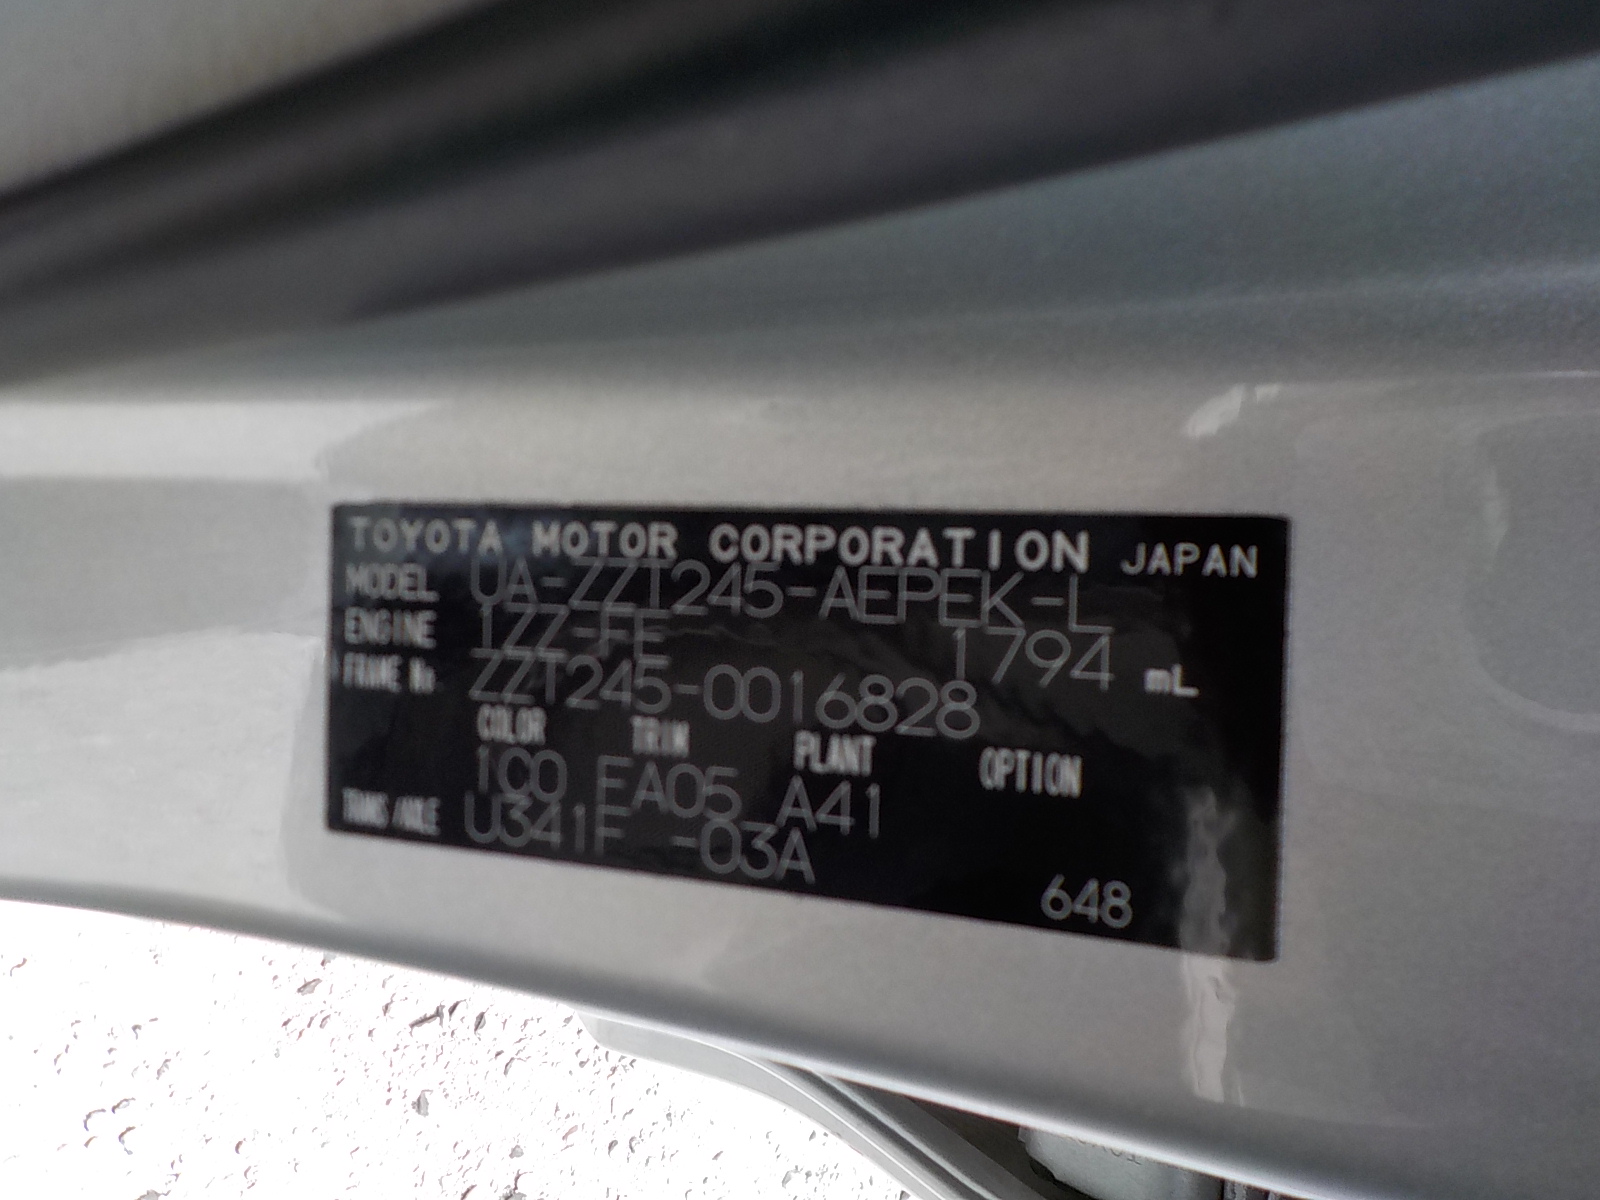 TOYOTA MOTOR CORPORATION JAPAN
MODEL UA-ZZT245-AEPEK-L
ENGINE 1ZZ-FE 1794 mL
FRAME No. ZZT245-0016828
COLOR TRIM PLANT OPTION
1C0 FA05 A41
TRANS/AXLE U341F -03A
648